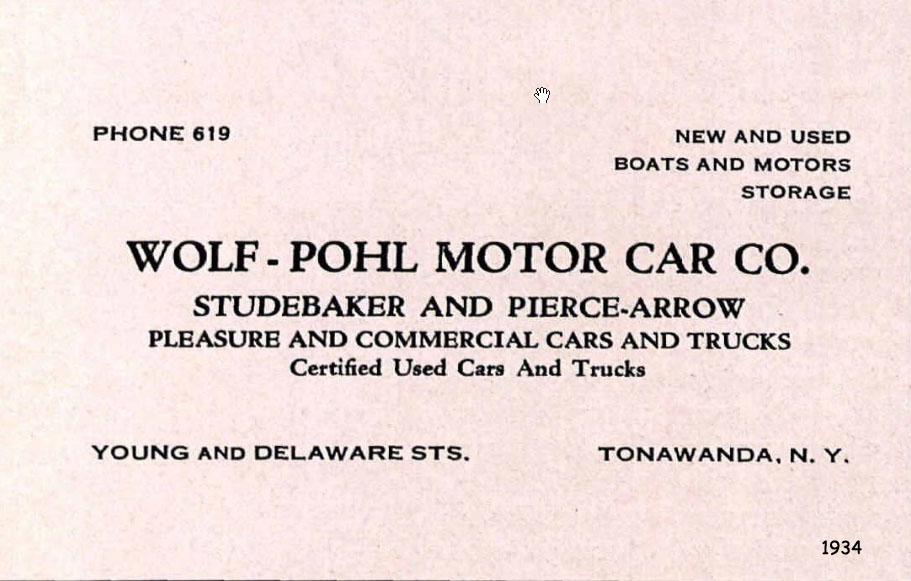 PHONE 619
NEW AND USED
BOATS AND MOTORS
STORAGE
WOLF-POHL MOTOR CAR CO.
STUDEBAKER AND PIERCE-ARROW
PLEASURE AND COMMERCIAL CARS AND TRUCKS
Certified Used Cars And Trucks
YOUNG AND DELAWARE STS.
TONAWANDA, N. Y.
1934